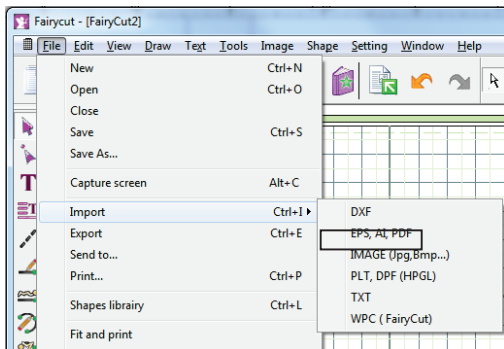 Fairycut - [FairyCut2]
File Edit View Draw Text Tools Image Shape Setting Window Help
New Ctrl+N
Open Ctrl+O
Close
Save Ctrl+S
Save As...
Capture screen Alt+C
Import Ctrl+I
Export Ctrl+E
Send to...
Print... Ctrl+P
Shapes librairy Ctrl+L
Fit and print
DXF
EPS, AI, PDF
IMAGE (Jpg,Bmp...)
PLT, DPF (HPGL)
TXT
WPC ( FairyCut)